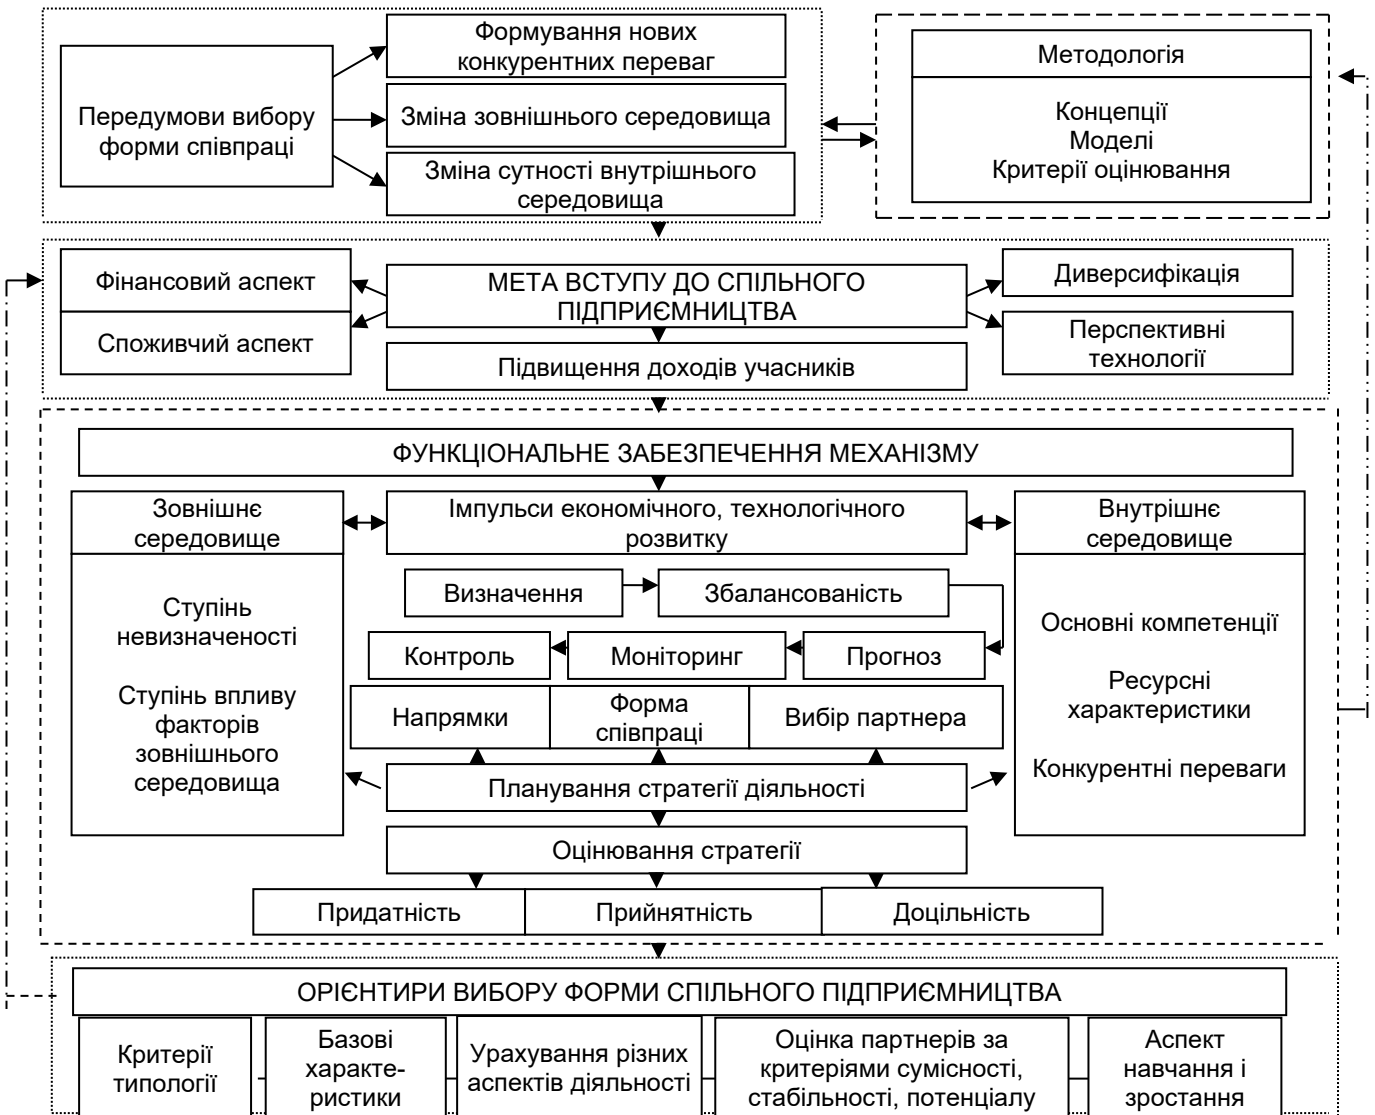 Передумови вибору
форми співпраці
Формування нових
конкурентних переваг
Зміна зовнішнього середовища
Зміна сутності внутрішнього
середовища
Методологія
Концепції
Моделі
Критерії оцінювання
Фінансовий аспект
Споживчий аспект
МЕТА ВСТУПУ ДО СПІЛЬНОГО
ПІДПРИЄМНИЦТВА
Підвищення доходів учасників
Диверсифікація
Перспективні
технології
ФУНКЦІОНАЛЬНЕ ЗАБЕЗПЕЧЕННЯ МЕХАНІЗМУ
Зовнішнє
середовище
Ступінь
невизначеності
Ступінь впливу
факторів
зовнішнього
середовища
Імпульси економічного, технологічного
розвитку
Визначення
Збалансованість
Контроль
Моніторинг
Прогноз
Напрямки
Форма
співпраці
Вибір партнера
Планування стратегії діяльності
Оцінювання стратегії
Придатність
Прийнятність
Доцільність
Внутрішнє
середовище
Основні компетенції
Ресурсні
характеристики
Конкурентні переваги
ОРІЄНТИРИ ВИБОРУ ФОРМИ СПІЛЬНОГО ПІДПРИЄМНИЦТВА
Критерії
типології
Базові
характе-
ристики
Урахування різних
аспектів діяльності
Оцінка партнерів за
критеріями сумісності,
стабільності, потенціалу
Аспект
навчання і
зростання